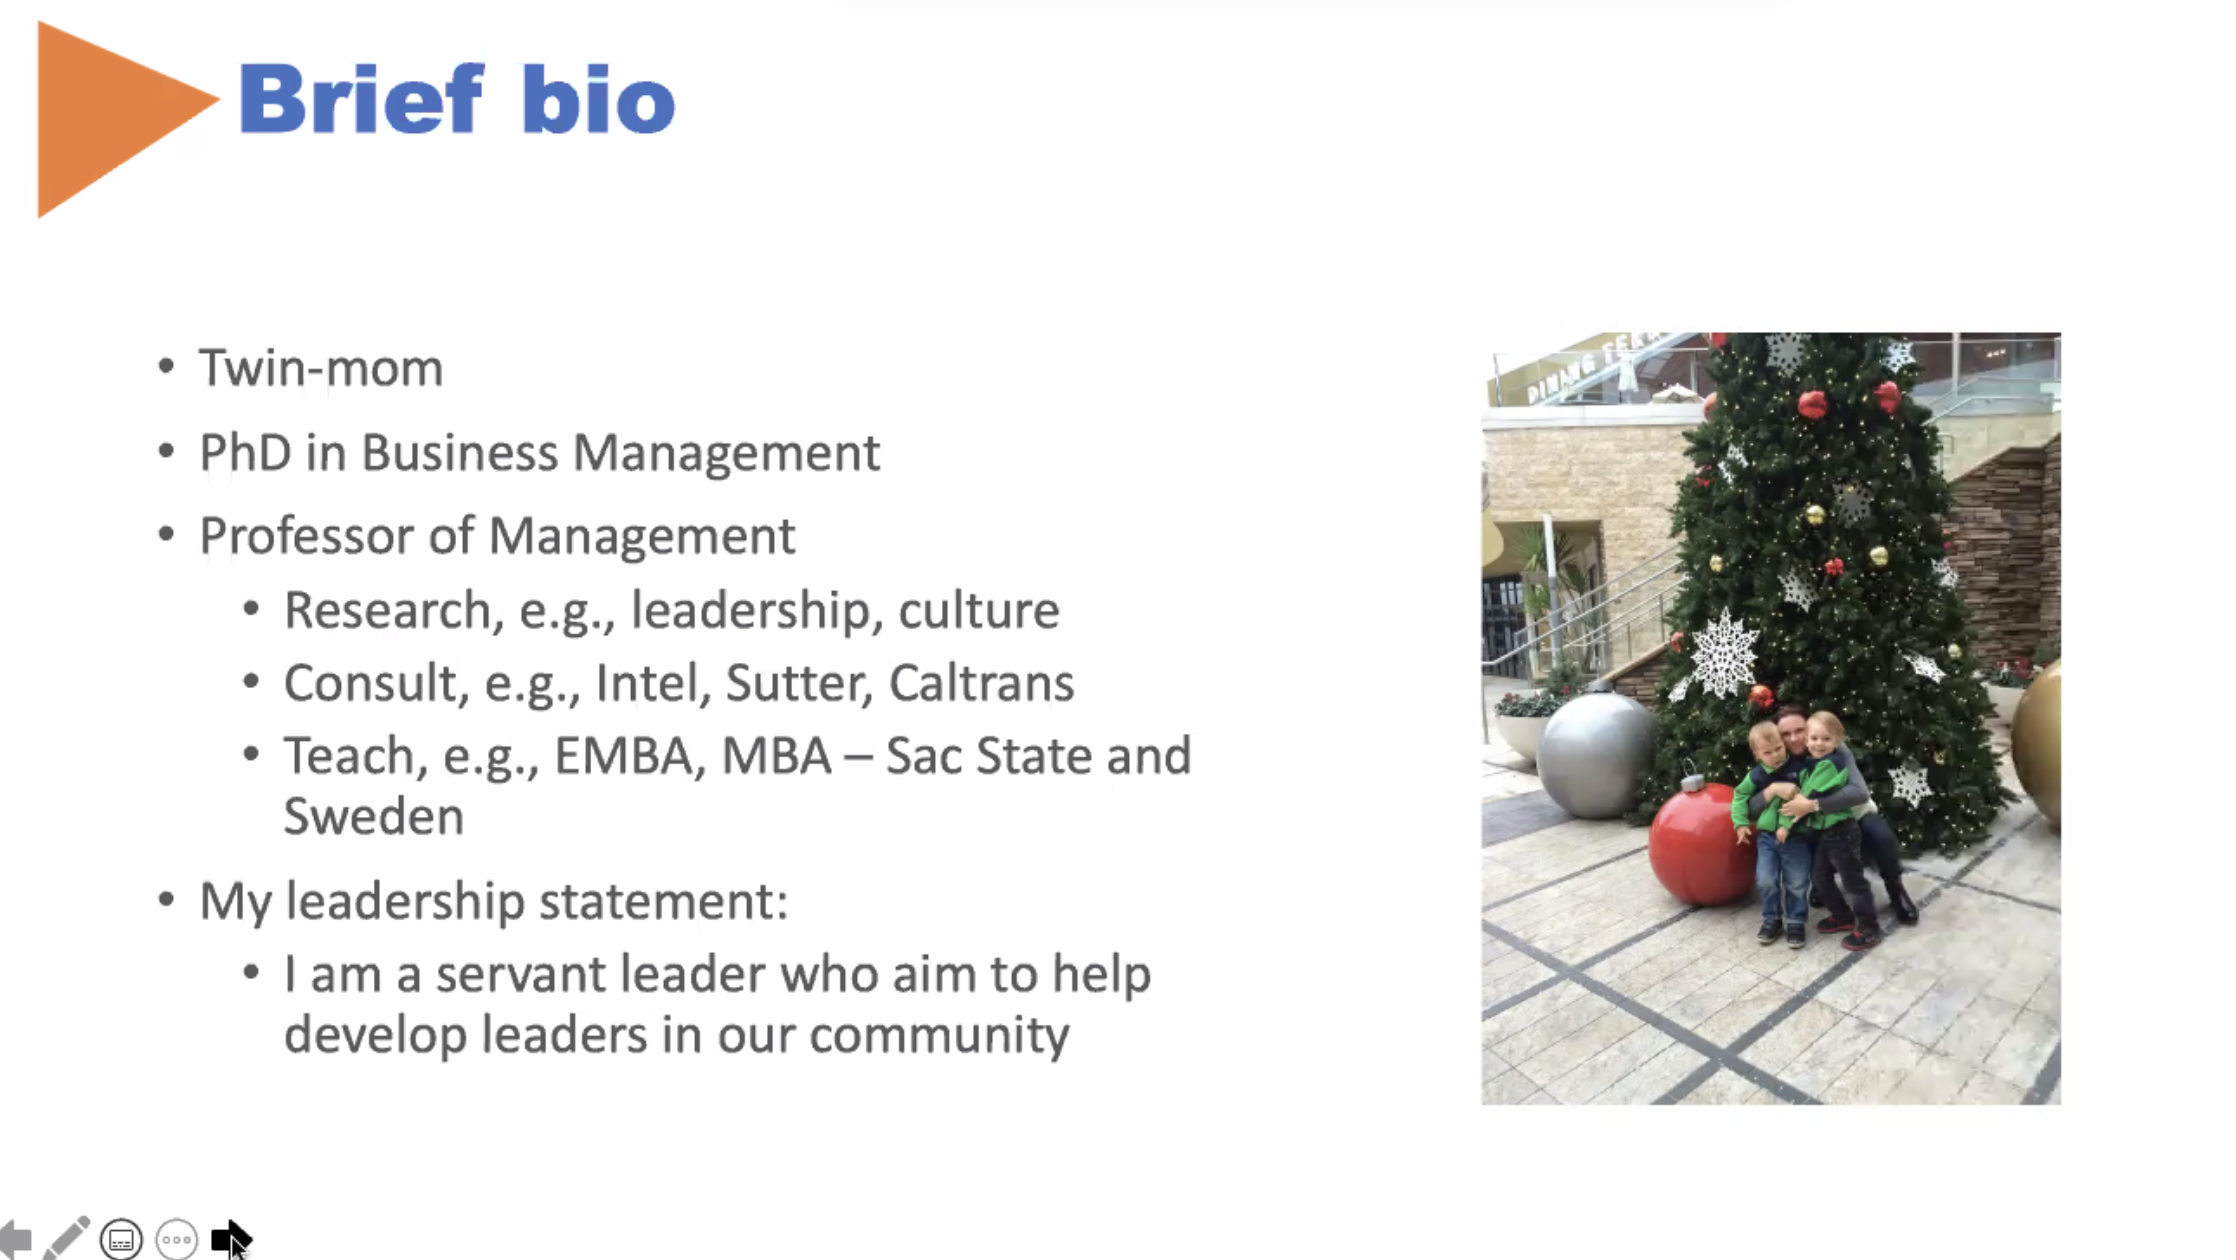 Brief bio
• Twin-mom
• PhD in Business Management
• Professor of Management
• Research, e.g., leadership, culture
• Consult, e.g., Intel, Sutter, Caltrans
• Teach, e.g., EMBA, MBA – Sac State and
Sweden
• My leadership statement:
• I am a servant leader who aim to help
develop leaders in our community
DINING